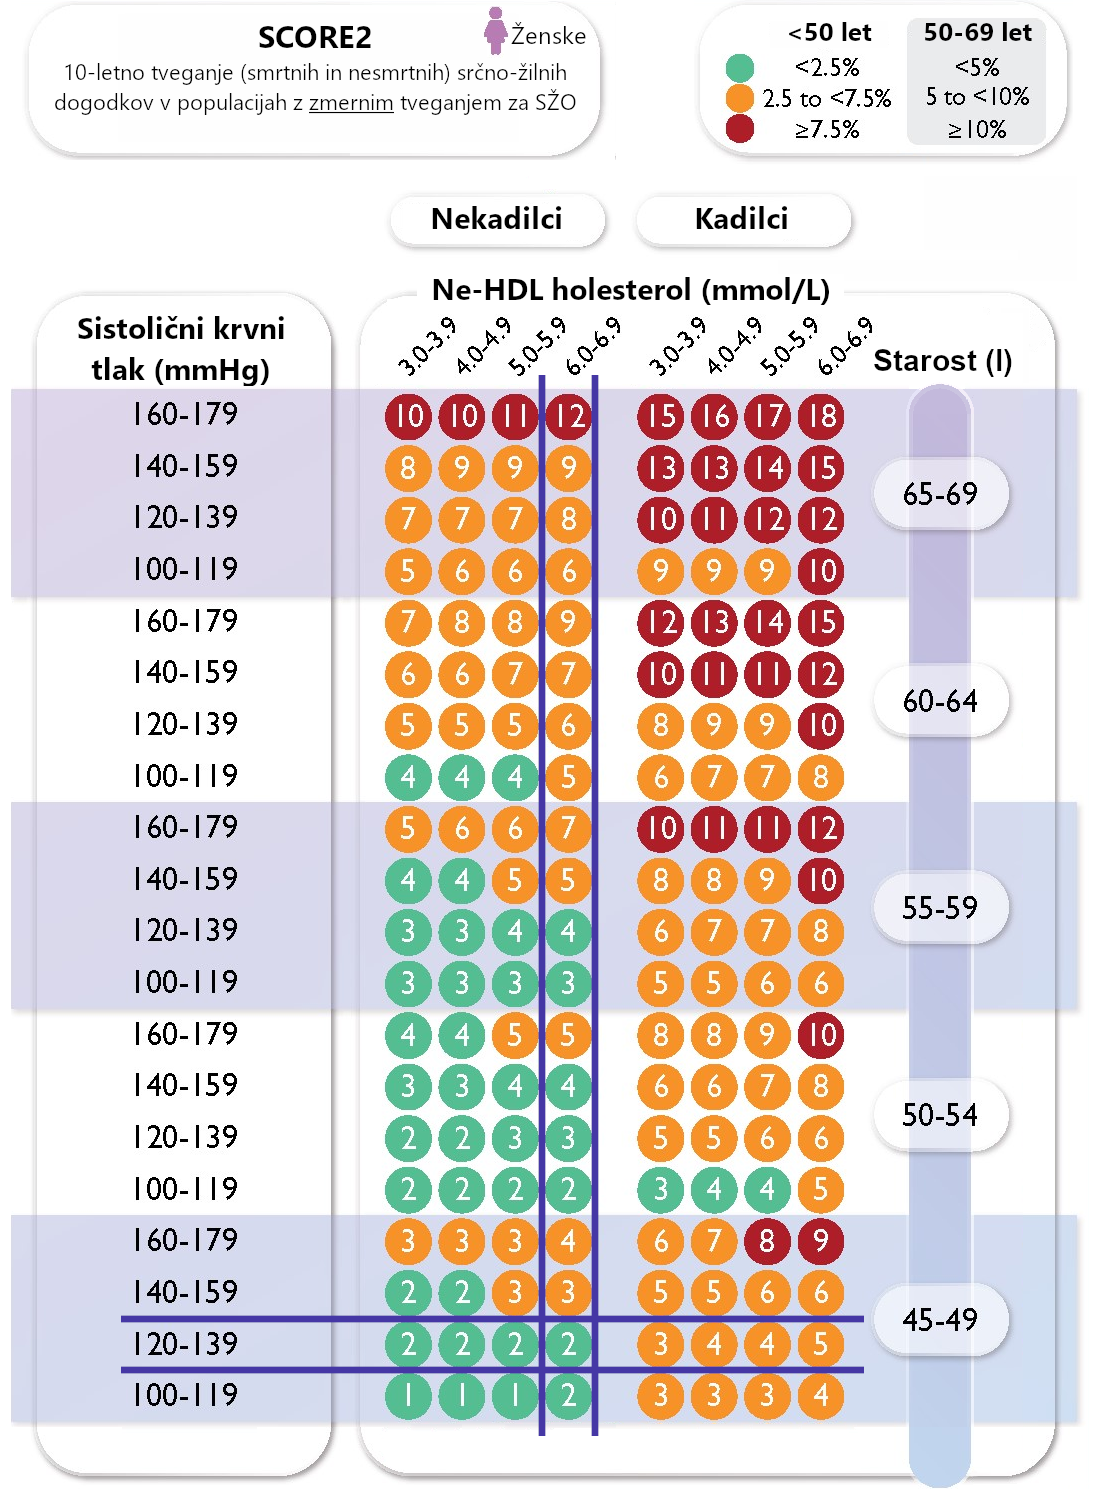 SCORE2
Ženske
10-letno tveganje (smrtnih in nesmrtnih) srčno-žilnih
dogodkov v populacijah z zmernim tveganjem za SŽO
<50 let 50-69 let
<2.5% <5%
2.5 to <7.5% 5 to <10%
≥7.5% ≥10%
Nekadilci Kadilci
Ne-HDL holesterol (mmol/L)
Sistolični krvni
tlak (mmHg)
3.0-3.9 4.0-4.9 5.0-5.9 6.0-6.9 3.0-3.9 4.0-4.9 5.0-5.9 6.0-6.9
Starost (l)
160-179 10 10 11 12 15 16 17 18
140-159 8 9 9 9 13 13 14 15
65-69
120-139 7 7 7 8 10 11 12 12
100-119 5 6 6 6 9 9 9 10
160-179 7 8 8 9 12 13 14 15
140-159 6 6 7 7 10 11 11 12
60-64
120-139 5 5 5 6 8 9 9 10
100-119 4 4 4 5 6 7 7 8
160-179 5 6 6 7 10 11 11 12
140-159 4 4 5 5 8 8 9 10
55-59
120-139 3 3 4 4 6 7 7 8
100-119 3 3 3 3 5 5 6 6
160-179 4 4 5 5 8 8 9 10
140-159 3 3 4 4 6 6 7 8
50-54
120-139 2 2 3 3 5 5 6 6
100-119 2 2 2 2 3 4 4 5
160-179 3 3 3 4 6 7 8 9
140-159 2 2 3 3 5 5 6 6
45-49
120-139 2 2 2 2 3 4 4 5
100-119 1 1 1 2 3 3 3 4